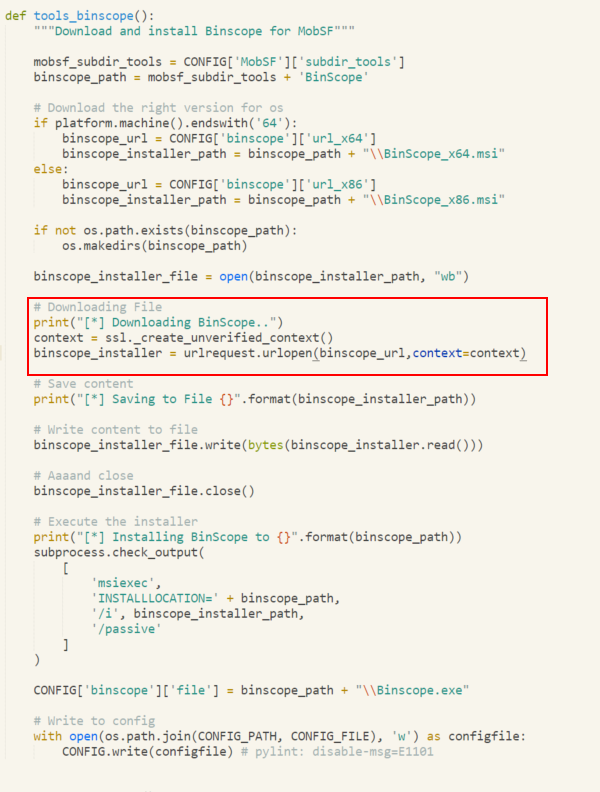 def tools_binscope():
    """Download and install Binscope for MobSF"""
    mobsf_subdir_tools = CONFIG['MobSF']['subdir_tools']
    binscope_path = mobsf_subdir_tools + 'BinScope'
    # Download the right version for os
    if platform.machine().endswith('64'):
        binscope_url = CONFIG['binscope']['url_x64']
        binscope_installer_path = binscope_path + "\\BinScope_x64.msi"
    else:
        binscope_url = CONFIG['binscope']['url_x86']
        binscope_installer_path = binscope_path + "\\BinScope_x86.msi"
    if not os.path.exists(binscope_path):
        os.makedirs(binscope_path)
    binscope_installer_file = open(binscope_installer_path, "wb")
    # Downloading File
    print("[*] Downloading BinScope..")
    context = ssl._create_unverified_context()
    binscope_installer = urlrequest.urlopen(binscope_url,context=context)
    # Save content
    print("[*] Saving to File {}".format(binscope_installer_path))
    # Write content to file
    binscope_installer_file.write(bytes(binscope_installer.read()))
    # Aaaand close
    binscope_installer_file.close()
    # Execute the installer
    print("[*] Installing BinScope to {}".format(binscope_path))
    subprocess.check_output(
        [
            'msiexec',
            'INSTALLLOCATION=' + binscope_path,
            '/i', binscope_installer_path,
            '/passive'
        ]
    )
    CONFIG['binscope']['file'] = binscope_path + "\\Binscope.exe"
    # Write to config
    with open(os.path.join(CONFIG_PATH, CONFIG_FILE), 'w') as configfile:
        CONFIG.write(configfile) # pylint: disable-msg=E1101